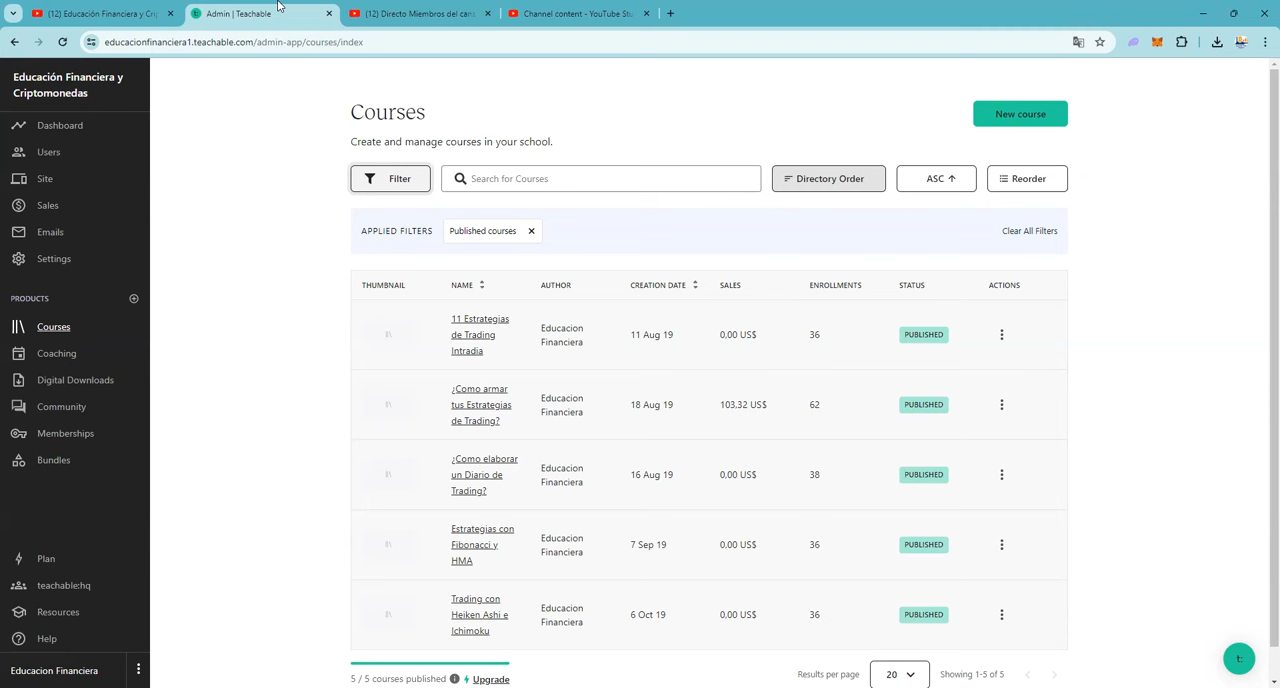 (12) Educación Financiera y Crip
Admin | Teachable
(12) Directo Miembros del cana
Channel content - YouTube Stu
educacionfinanciera1.teachable.com/admin-app/courses/index
Educación Financiera y
Criptomonedas
Dashboard
Users
Site
Sales
Emails
Settings
PRODUCTS
Courses
Coaching
Digital Downloads
Community
Memberships
Bundles
Plan
teachable:hq
Resources
Help
Educacion Financiera
Courses
New course
Create and manage courses in your school.
Filter
Search for Courses
Directory Order
ASC
Reorder
APPLIED FILTERS
Published courses
Clear All Filters
THUMBNAIL NAME AUTHOR CREATION DATE SALES ENROLLMENTS STATUS ACTIONS
11 Estrategias
de Trading
Intradia
Educacion
Financiera
11 Aug 19
0,00 US$
36
PUBLISHED
¿Como armar
tus Estrategias
de Trading?
Educacion
Financiera
18 Aug 19
103,32 US$
62
PUBLISHED
¿Como elaborar
un Diario de
Trading?
Educacion
Financiera
16 Aug 19
0,00 US$
38
PUBLISHED
Estrategias con
Fibonacci y
HMA
Educacion
Financiera
7 Sep 19
0,00 US$
36
PUBLISHED
Trading con
Heiken Ashi e
Ichimoku
Educacion
Financiera
6 Oct 19
0,00 US$
36
PUBLISHED
5 / 5 courses published
Upgrade
Results per page
20
Showing 1-5 of 5
t: